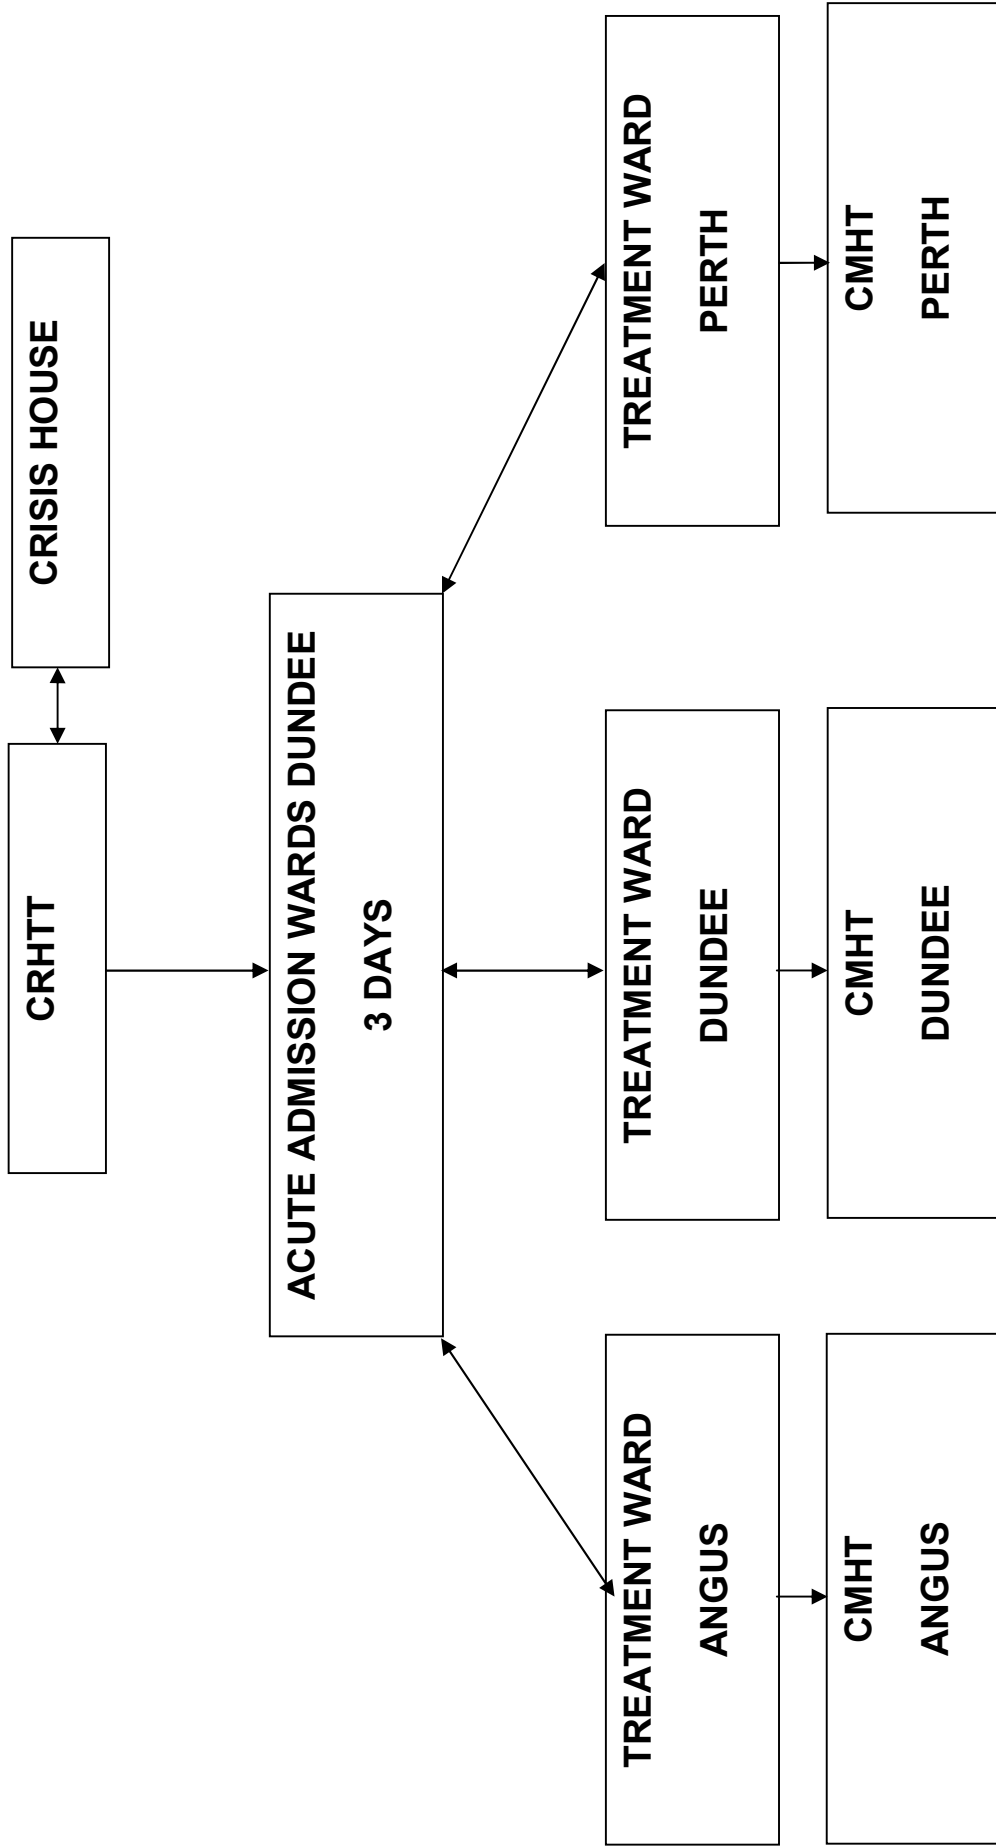 CRHTT
CRISIS HOUSE
ACUTE ADMISSION WARDS DUNDEE
3 DAYS
TREATMENT WARD
ANGUS
TREATMENT WARD
DUNDEE
TREATMENT WARD
PERTH
CMHT
ANGUS
CMHT
DUNDEE
CMHT
PERTH